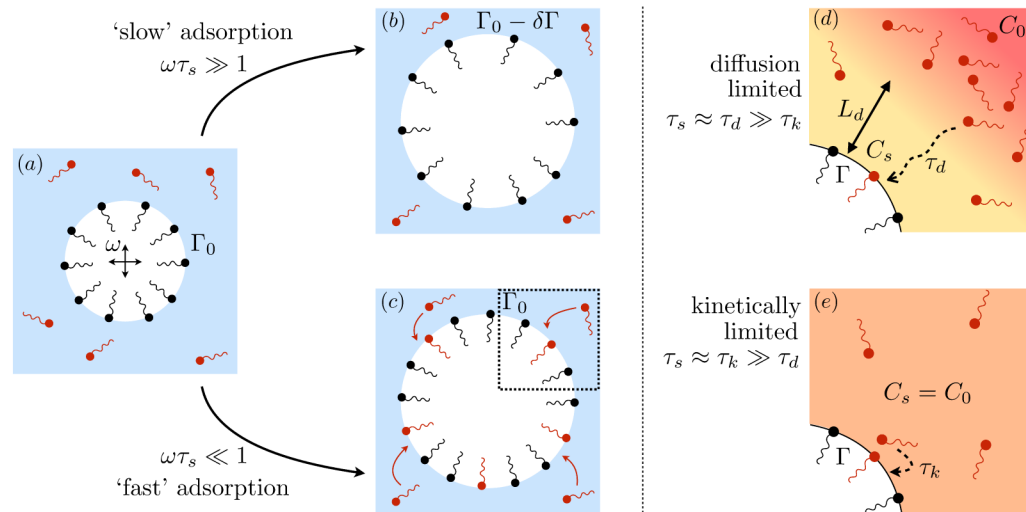 ‘slow’ adsorption
ωτ_s ≫ 1
(a)
ω
Γ_0
ωτ_s ≪ 1
‘fast’ adsorption
(b)
Γ_0 − δΓ
(c)
Γ_0
diffusion
limited
τ_s ≈ τ_d ≫ τ_k
(d)
C_0
L_d
C_s
τ_d
Γ
kinetically
limited
τ_s ≈ τ_k ≫ τ_d
(e)
C_s = C_0
Γ
τ_k